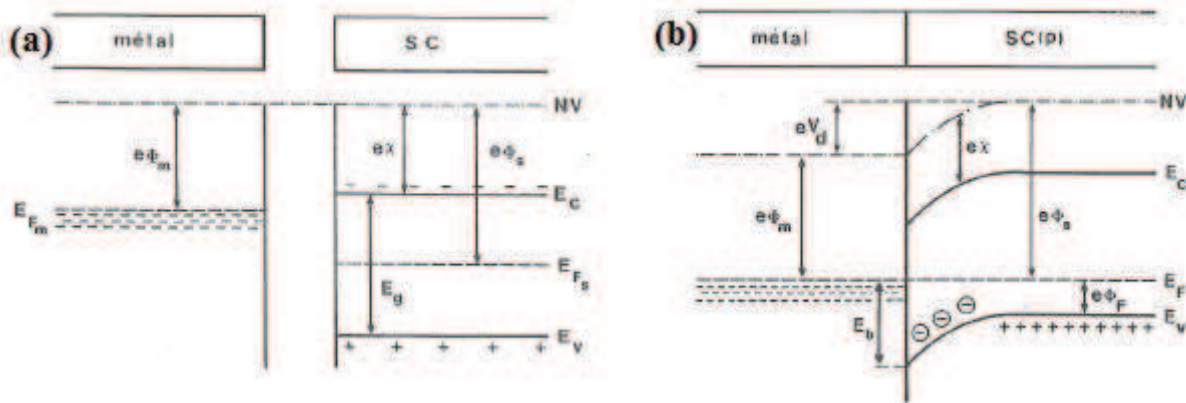 (a)
métal
SC
NV
eΦm
eχ
eΦs
EFm
EC
EFs
Eg
EV
(b)
métal
SC(p)
NV
eVd
eχ
EC
eΦm
eΦs
EF
eΦF
Eb
EV